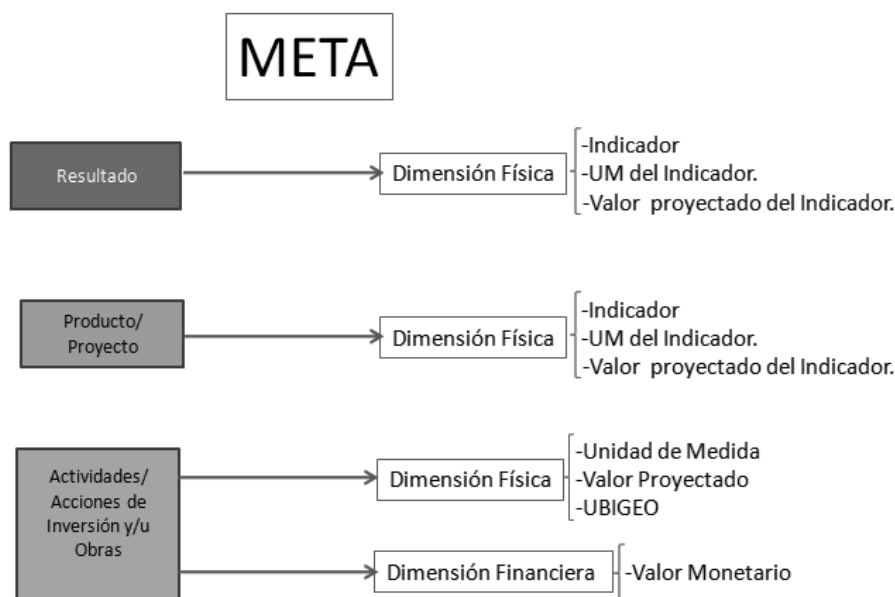 META
Resultado
Dimensión Física
-Indicador
-UM del Indicador.
-Valor proyectado del Indicador.
Producto/
Proyecto
Dimensión Física
-Indicador
-UM del Indicador.
-Valor proyectado del Indicador.
Actividades/
Acciones de
Inversión y/u
Obras
Dimensión Física
-Unidad de Medida
-Valor Proyectado
-UBIGEO
Dimensión Financiera
-Valor Monetario